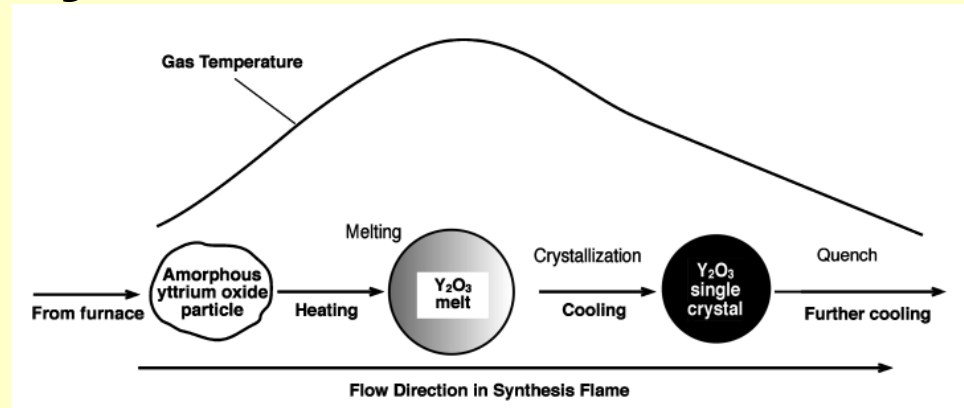 Gas Temperature
Melting
Crystallization
Quench
Amorphous
yttrium oxide
particle
Y₂O₃
melt
Y₂O₃
single
crystal
From furnace
Heating
Cooling
Further cooling
Flow Direction in Synthesis Flame